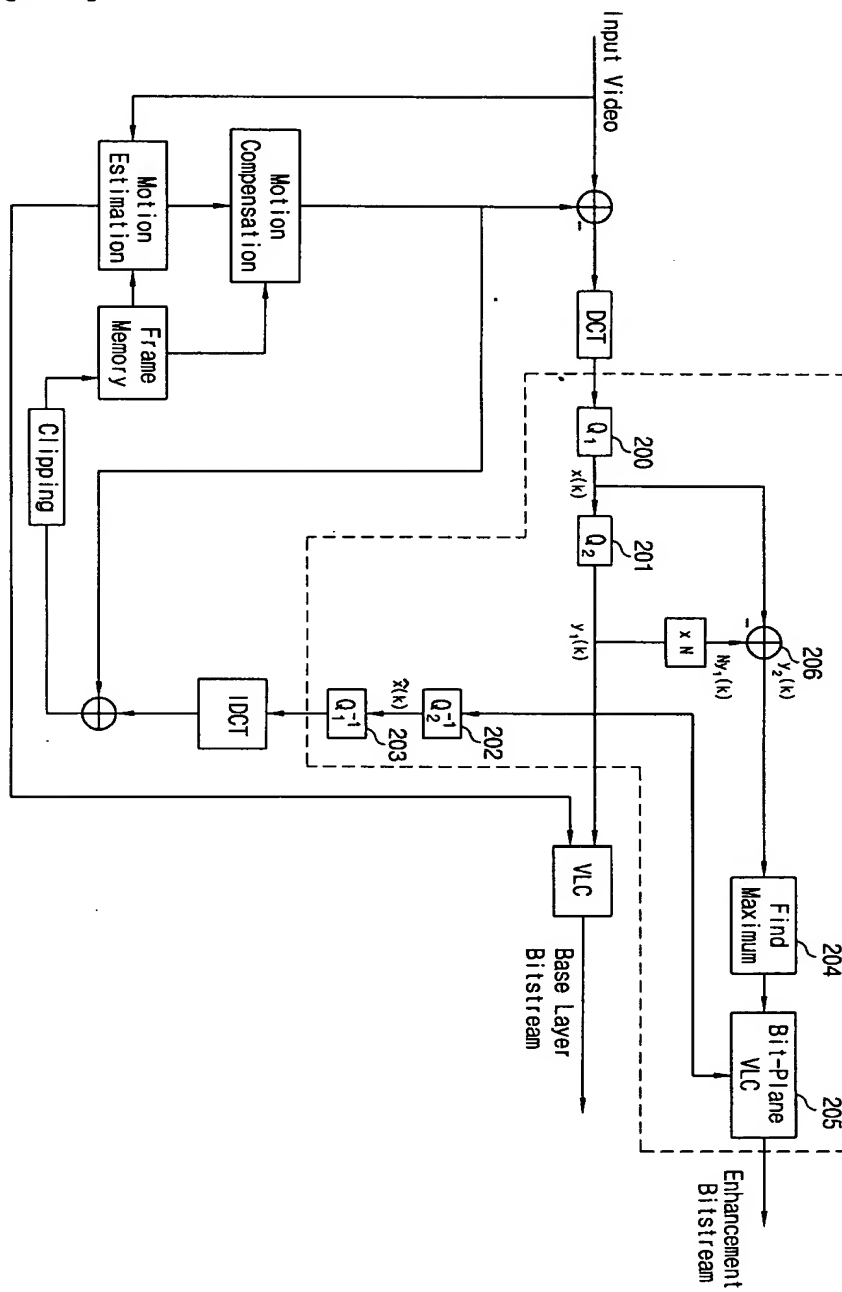 Input Video
Motion
Estimation
Motion
Compensation
Frame
Memory
Clipping
-
DCT
Q1
200
x(k)
Q2
201
y1(k)
x N
Ny1(k)
-
206
y2(k)
x̂(k)
Q2-1
202
Q1-1
203
IDCT
VLC
Base Layer
Bitstream
Find
Maximum
204
Bit-Plane
VLC
205
Enhancement
Bitstream